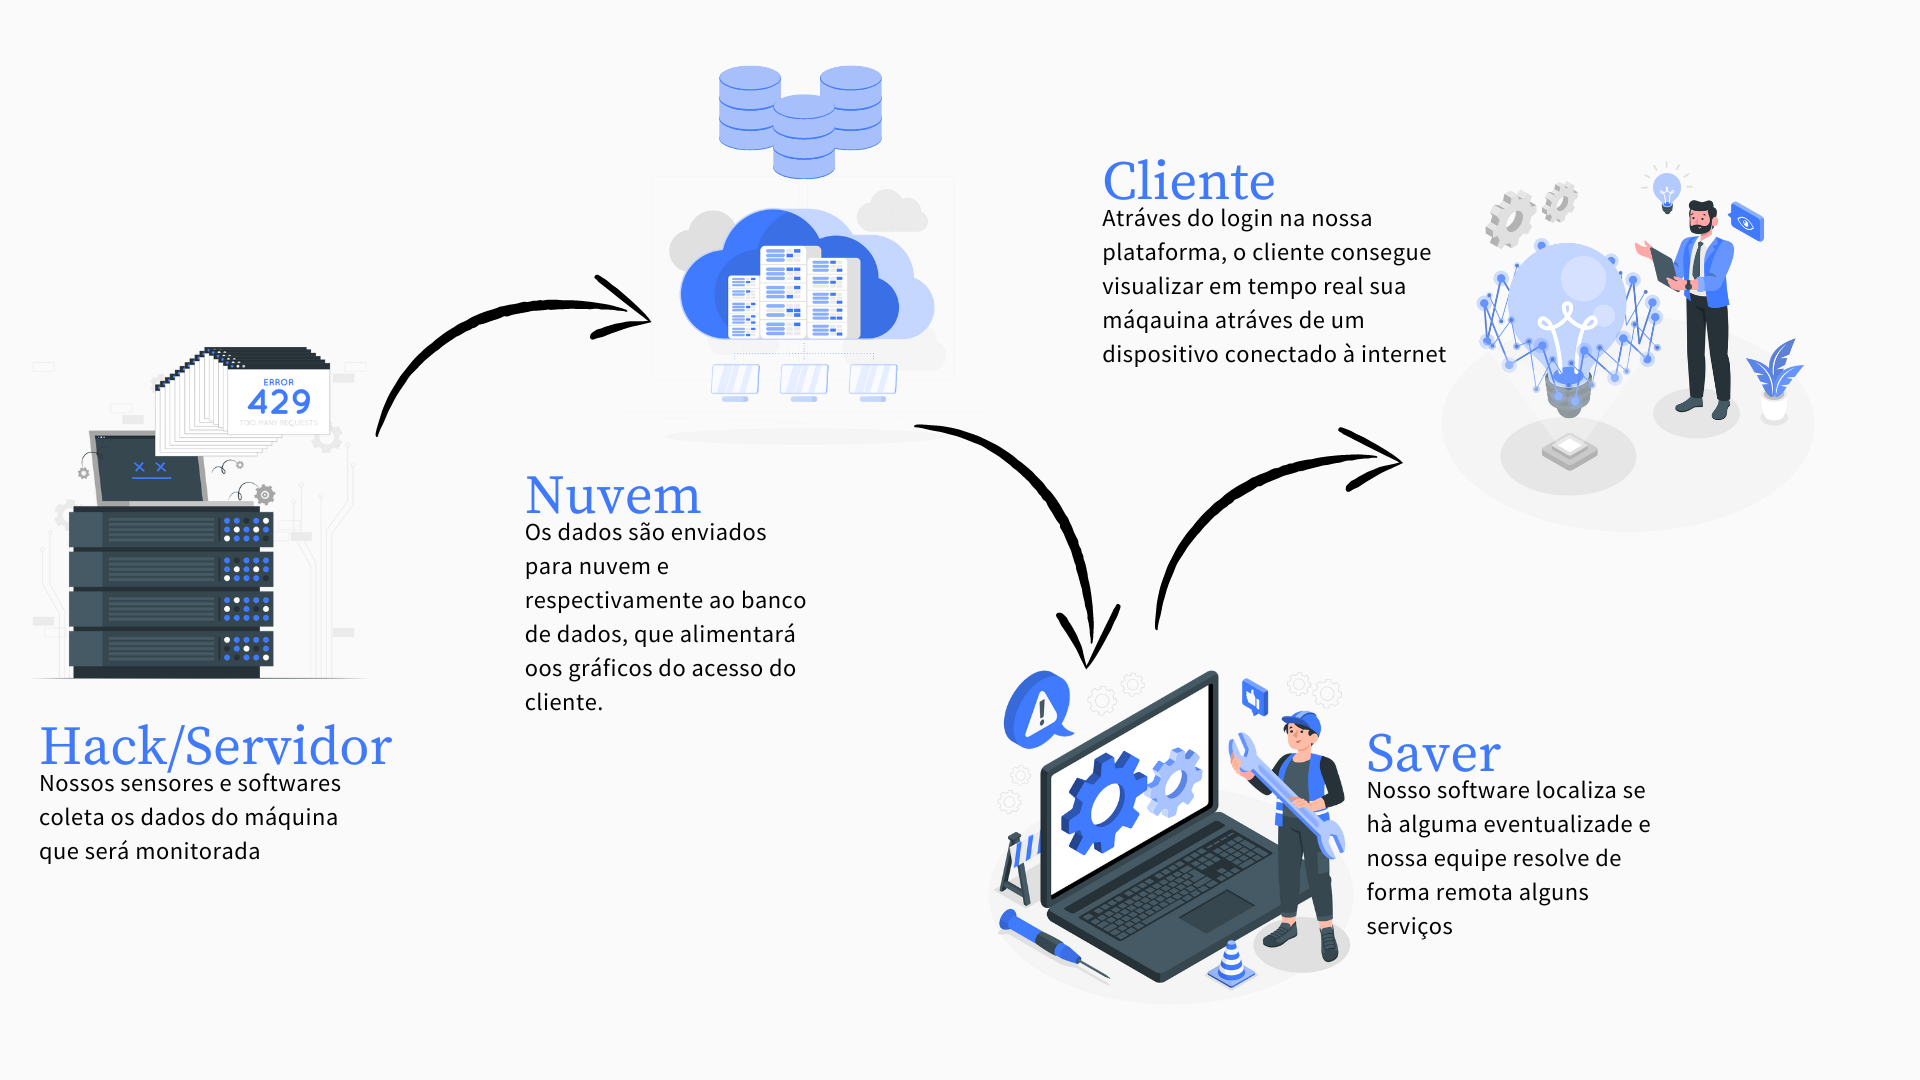 ERROR
429
TOO MANY REQUESTS
Hack/Servidor
Nossos sensores e softwares
coleta os dados do máquina
que será monitorada
Nuvem
Os dados são enviados
para nuvem e
respectivamente ao banco
de dados, que alimentará
oos gráficos do acesso do
cliente.
Cliente
Atráves do login na nossa
plataforma, o cliente consegue
visualizar em tempo real sua
máqauina atráves de um
dispositivo conectado à internet
Saver
Nosso software localiza se
hà alguma eventualizade e
nossa equipe resolve de
forma remota alguns
serviços